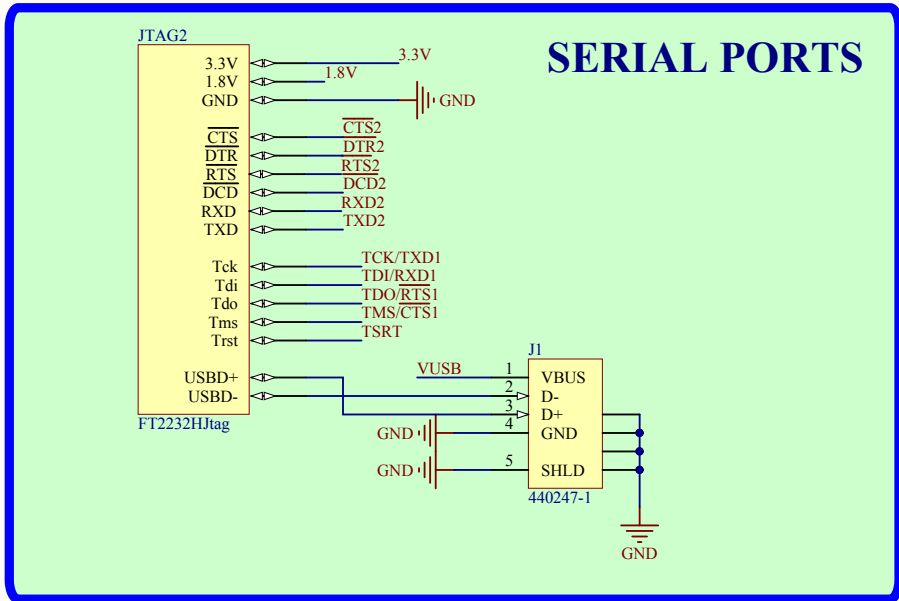 SERIAL PORTS
JTAG2
3.3V 3.3V
1.8V 1.8V
GND GND
CTS CTS2
DTR DTR2
RTS RTS2
DCD DCD2
RXD RXD2
TXD TXD2
Tck TCK/TXD1
Tdi TDI/RXD1
Tdo TDO/RTS1
Tms TMS/CTS1
Trst TSRT
USBD+
USBD-
FT2232HJtag
J1
VUSB 1 VBUS
2 D-
3 D+
GND 4 GND
GND 5 SHLD
440247-1
GND